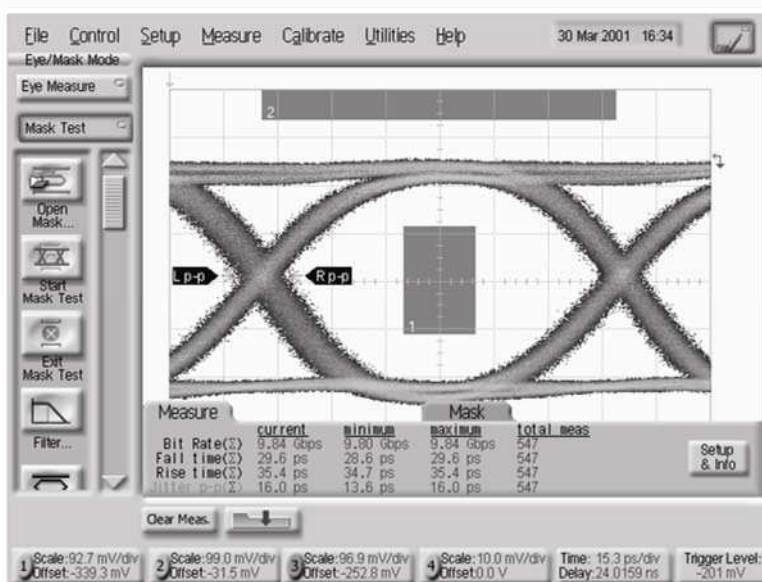 File Control Setup Measure Calibrate Utilities Help 30 Mar 2001 16:34
Eye/Mask Mode
Eye Measure
Mask Test
Open
Mask...
Start
Mask Test
Exit
Mask Test
Filter...
2
L p-p R p-p
1
Measure Mask
current minimum maximum total meas
Bit Rate(Σ) 9.84 Gbps 9.80 Gbps 9.84 Gbps 547
Fall time(Σ) 29.6 ps 28.6 ps 29.6 ps 547
Rise time(Σ) 35.4 ps 34.7 ps 35.4 ps 547
Jitter p-p(Σ) 16.0 ps 13.6 ps 16.0 ps 547
Setup
& Info
Clear Meas.
1 Scale:92.7 mV/div
Offset:-339.3 mV
2 Scale:99.0 mV/div
Offset:-31.5 mV
3 Scale:96.9 mV/div
Offset:-252.8 mV
4 Scale:10.0 mV/div
Offset:0.0 V
Time: 15.3 ps/div
Delay:24.0159 ns
Trigger Level:
-201 mV